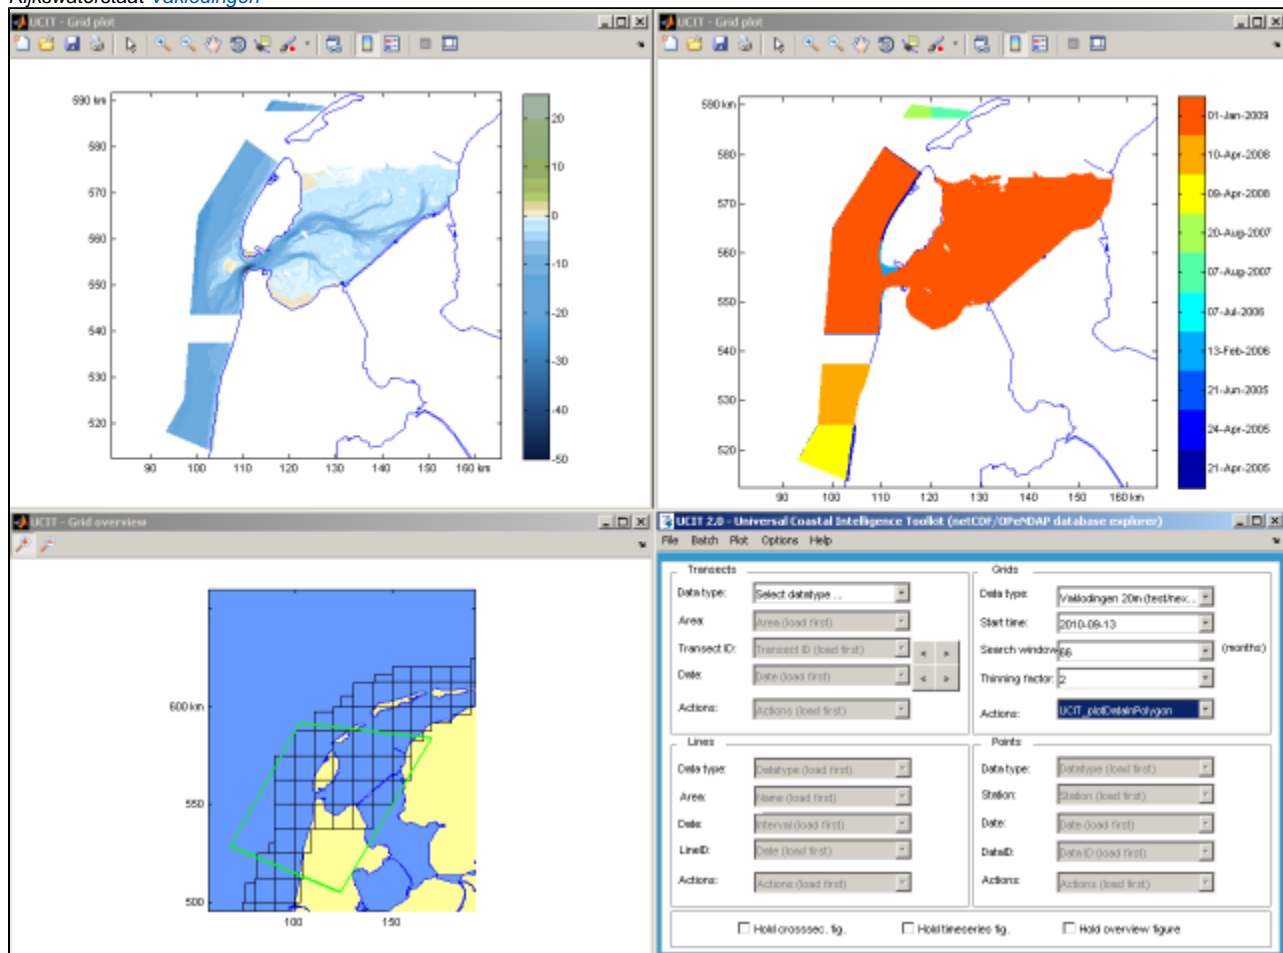 Rijkswaterstaat Vaklodingen
UCIT - Grid plot
590 km
580
570
560
550
540
530
520
90 100 110 120 130 140 150 160 km
20
10
0
-10
-20
-30
-40
-50
UCIT - Grid plot
590 km
580
570
560
550
540
530
520
90 100 110 120 130 140 150 160 km
01-Jan-2009
10-Apr-2008
09-Apr-2008
20-Aug-2007
07-Aug-2007
07-Jul-2006
13-Feb-2006
21-Jun-2005
24-Apr-2005
21-Apr-2005
UCIT - Grid overview
600 km
550
500
100 150
UCIT 2.0 - Universal Coastal Intelligence Toolkit (netCDF/OPeNDAP database explorer)
File Batch Plot Options Help
Transects
Data type: Select datatype ...
Area: Area (load first)
Transect ID: Transect ID (load first)
Date: Date (load first)
Actions: Actions (load first)
Grids
Data type: Vaklodingen 20m (test/nex...
Start time: 2010-09-13
Search window: 66 (months)
Thinning factor: 2
Actions: UCIT_plotDataInPolygon
Lines
Data type: Datatype (load first)
Area: Name (load first)
Date: Interval (load first)
LineID: Date (load first)
Actions: Actions (load first)
Points
Data type: Datatype (load first)
Station: Station (load first)
Date: Date (load first)
DataID: Data ID (load first)
Actions: Actions (load first)
Hold crosssec. fig. Hold timeseries fig. Hold overview figure